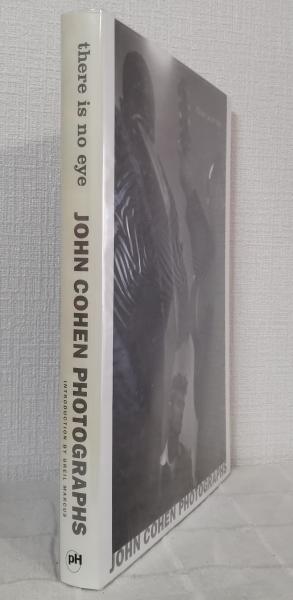 there is no eye
JOHN COHEN PHOTOGRAPHS
INTRODUCTION BY GREIL MARCUS
pH
JOHN COHEN PHOTOGRAPHS